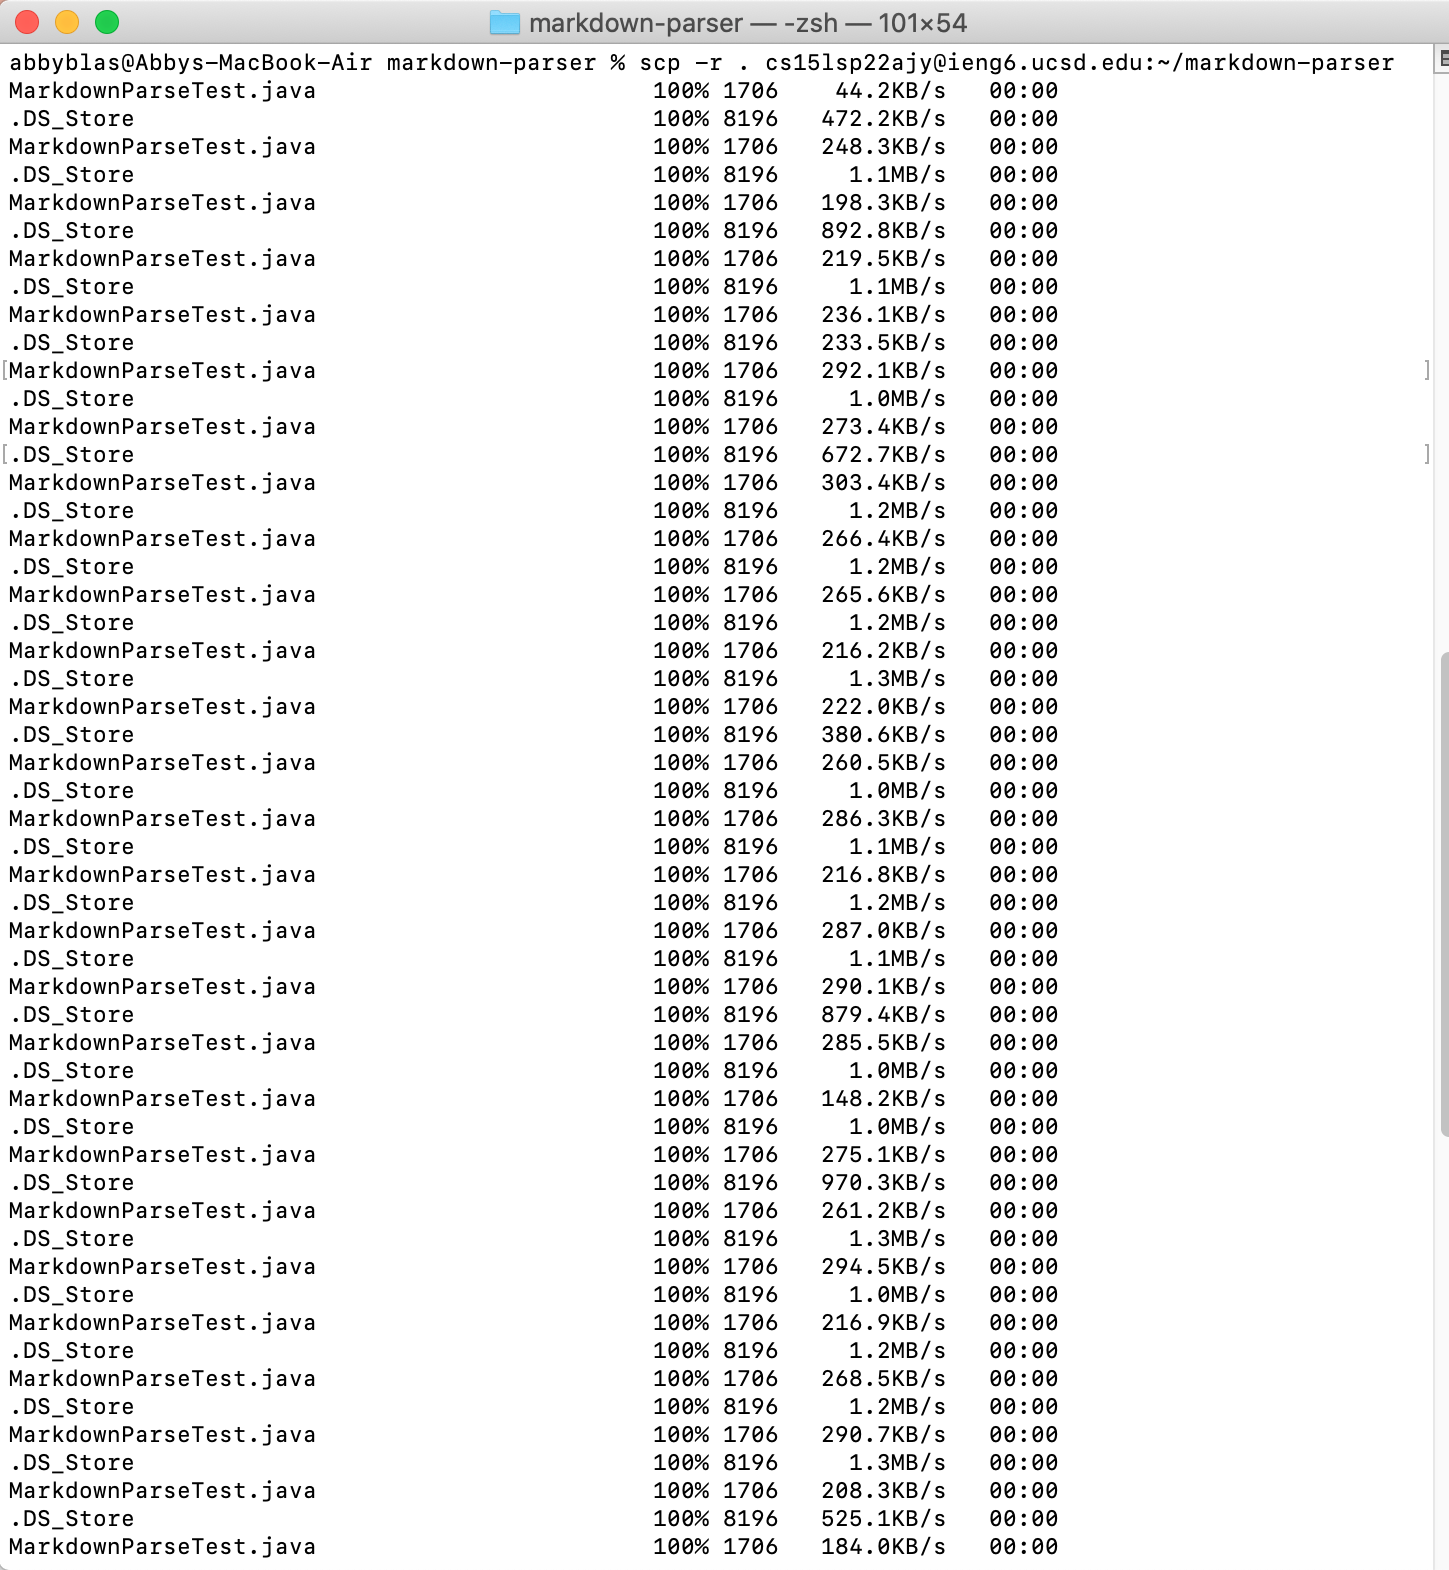 markdown-parser — -zsh — 101×54
abbyblas@Abbys-MacBook-Air markdown-parser % scp -r . cs15lsp22ajy@ieng6.ucsd.edu:~/markdown-parser
MarkdownParseTest.java 100% 1706 44.2KB/s 00:00
.DS_Store 100% 8196 472.2KB/s 00:00
MarkdownParseTest.java 100% 1706 248.3KB/s 00:00
.DS_Store 100% 8196 1.1MB/s 00:00
MarkdownParseTest.java 100% 1706 198.3KB/s 00:00
.DS_Store 100% 8196 892.8KB/s 00:00
MarkdownParseTest.java 100% 1706 219.5KB/s 00:00
.DS_Store 100% 8196 1.1MB/s 00:00
MarkdownParseTest.java 100% 1706 236.1KB/s 00:00
.DS_Store 100% 8196 233.5KB/s 00:00
[MarkdownParseTest.java 100% 1706 292.1KB/s 00:00 ]
.DS_Store 100% 8196 1.0MB/s 00:00
MarkdownParseTest.java 100% 1706 273.4KB/s 00:00
[.DS_Store 100% 8196 672.7KB/s 00:00 ]
MarkdownParseTest.java 100% 1706 303.4KB/s 00:00
.DS_Store 100% 8196 1.2MB/s 00:00
MarkdownParseTest.java 100% 1706 266.4KB/s 00:00
.DS_Store 100% 8196 1.2MB/s 00:00
MarkdownParseTest.java 100% 1706 265.6KB/s 00:00
.DS_Store 100% 8196 1.2MB/s 00:00
MarkdownParseTest.java 100% 1706 216.2KB/s 00:00
.DS_Store 100% 8196 1.3MB/s 00:00
MarkdownParseTest.java 100% 1706 222.0KB/s 00:00
.DS_Store 100% 8196 380.6KB/s 00:00
MarkdownParseTest.java 100% 1706 260.5KB/s 00:00
.DS_Store 100% 8196 1.0MB/s 00:00
MarkdownParseTest.java 100% 1706 286.3KB/s 00:00
.DS_Store 100% 8196 1.1MB/s 00:00
MarkdownParseTest.java 100% 1706 216.8KB/s 00:00
.DS_Store 100% 8196 1.2MB/s 00:00
MarkdownParseTest.java 100% 1706 287.0KB/s 00:00
.DS_Store 100% 8196 1.1MB/s 00:00
MarkdownParseTest.java 100% 1706 290.1KB/s 00:00
.DS_Store 100% 8196 879.4KB/s 00:00
MarkdownParseTest.java 100% 1706 285.5KB/s 00:00
.DS_Store 100% 8196 1.0MB/s 00:00
MarkdownParseTest.java 100% 1706 148.2KB/s 00:00
.DS_Store 100% 8196 1.0MB/s 00:00
MarkdownParseTest.java 100% 1706 275.1KB/s 00:00
.DS_Store 100% 8196 970.3KB/s 00:00
MarkdownParseTest.java 100% 1706 261.2KB/s 00:00
.DS_Store 100% 8196 1.3MB/s 00:00
MarkdownParseTest.java 100% 1706 294.5KB/s 00:00
.DS_Store 100% 8196 1.0MB/s 00:00
MarkdownParseTest.java 100% 1706 216.9KB/s 00:00
.DS_Store 100% 8196 1.2MB/s 00:00
MarkdownParseTest.java 100% 1706 268.5KB/s 00:00
.DS_Store 100% 8196 1.2MB/s 00:00
MarkdownParseTest.java 100% 1706 290.7KB/s 00:00
.DS_Store 100% 8196 1.3MB/s 00:00
MarkdownParseTest.java 100% 1706 208.3KB/s 00:00
.DS_Store 100% 8196 525.1KB/s 00:00
MarkdownParseTest.java 100% 1706 184.0KB/s 00:00